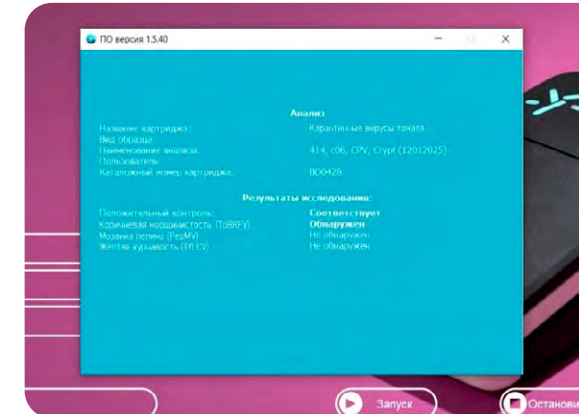 ПО версия 1.5.40
Анализ
Название картриджа: Карантинные вирусы томата
Вид образца:
Наименование анализа: 414, c06, CPV, Crypt (12012025)
Пользователь:
Каталожный номер картриджа: BD0428
Результаты исследования:
Положительный контроль: Соответствует
Коричневая морщинистость (ToBRFV): Обнаружен
Мозаика пепино (PepMV): Не обнаружен
Желтая курчавость (TYLCV): Не обнаружен
Запуск
Останови